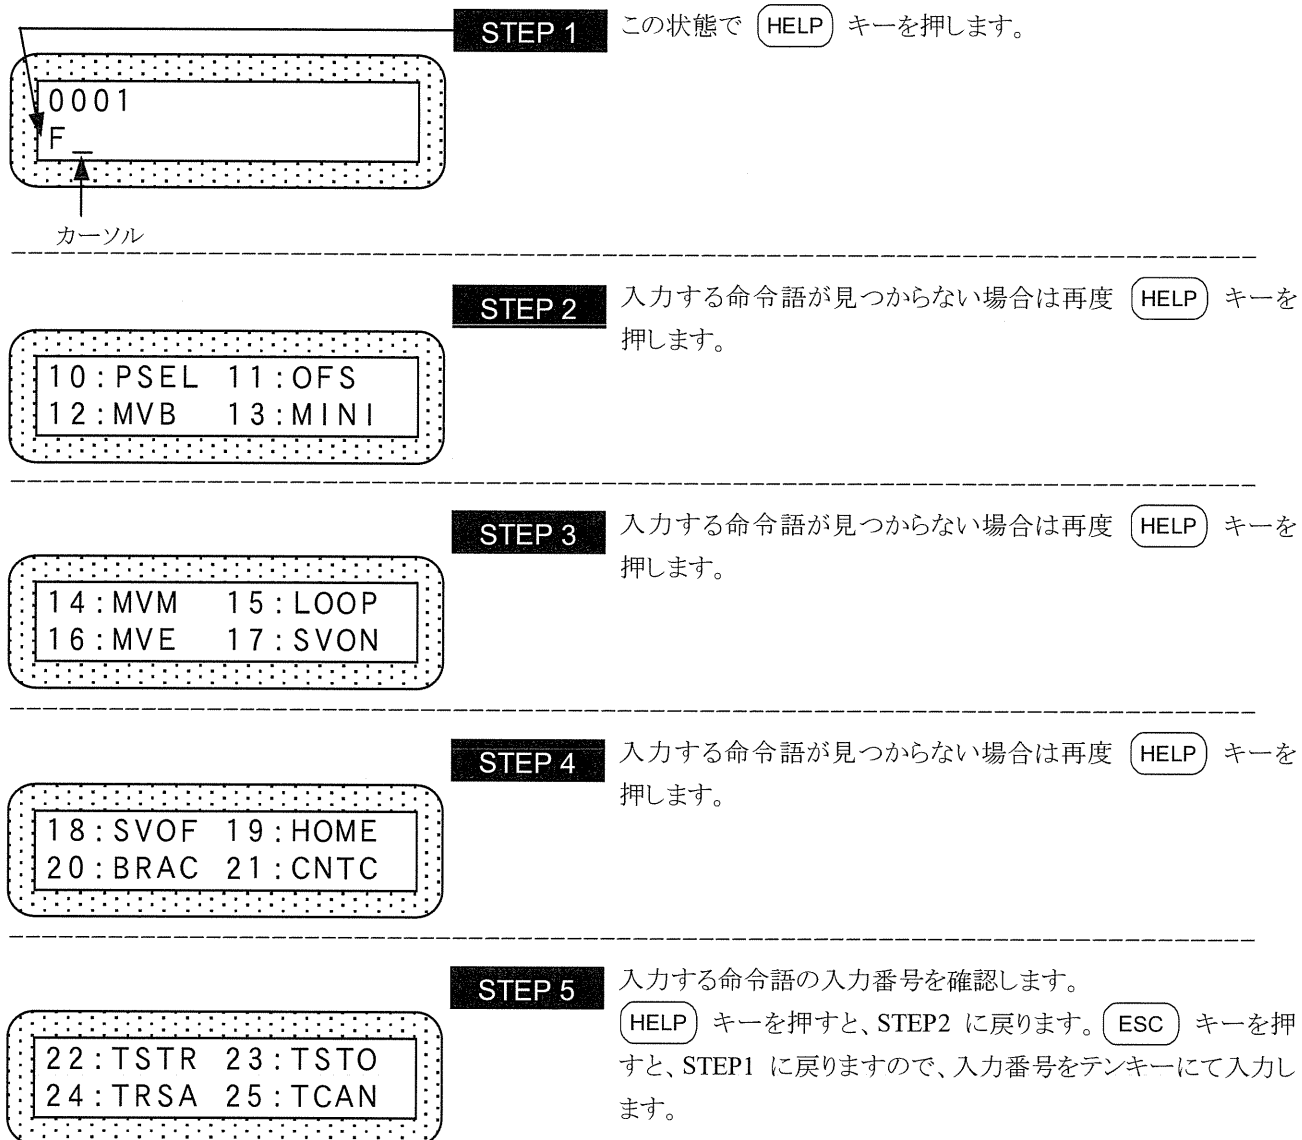 STEP 1
この状態で HELP キーを押します。
0001
F_
カーソル
STEP 2
入力する命令語が見つからない場合は再度 HELP キーを
押します。
10:PSEL 11:OFS
12:MVB 13:MINI
STEP 3
入力する命令語が見つからない場合は再度 HELP キーを
押します。
14:MVM 15:LOOP
16:MVE 17:SVON
STEP 4
入力する命令語が見つからない場合は再度 HELP キーを
押します。
18:SVOF 19:HOME
20:BRAC 21:CNTC
STEP 5
入力する命令語の入力番号を確認します。
HELP キーを押すと、STEP2 に戻ります。 ESC キーを押
すと、STEP1 に戻りますので、入力番号をテンキーにて入力し
ます。
22:TSTR 23:TSTO
24:TRSA 25:TCAN